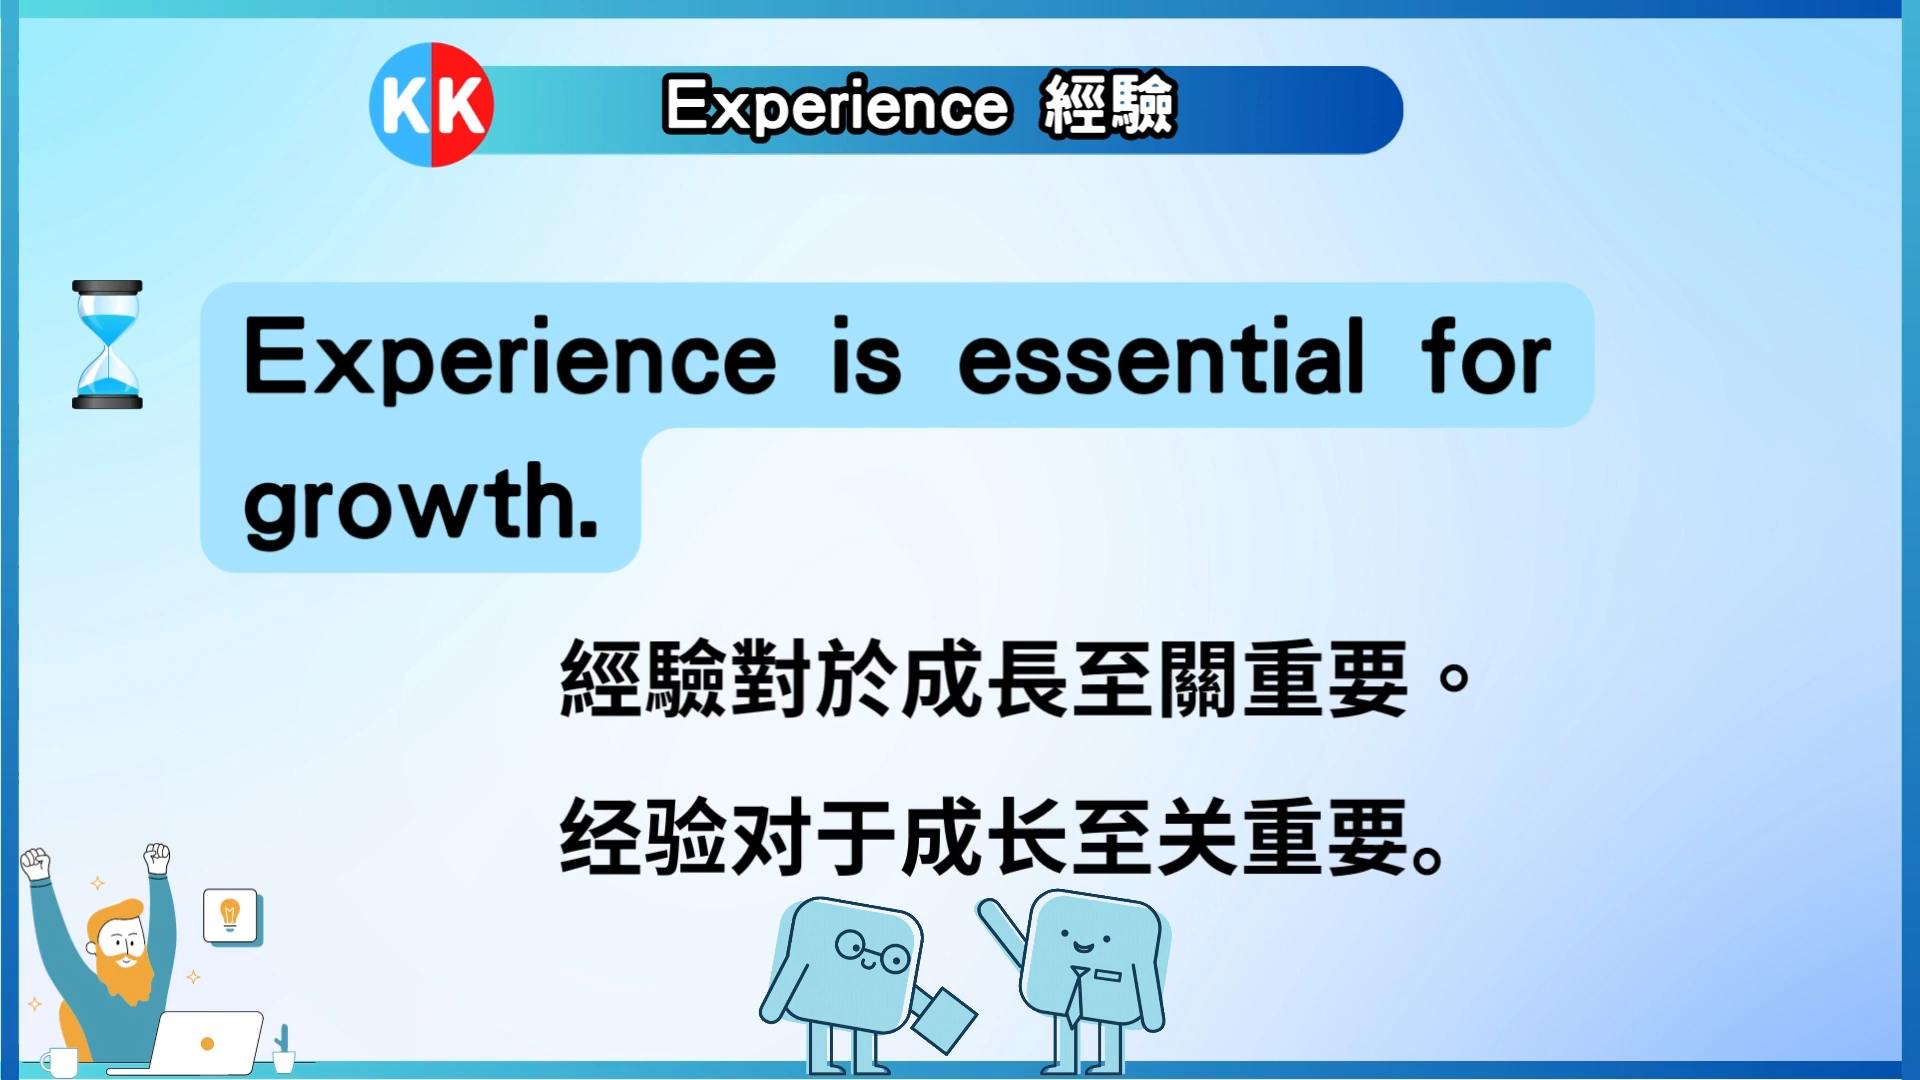 KK
Experience 經驗
Experience is essential for
growth.
經驗對於成長至關重要。
经验对于成长至关重要。